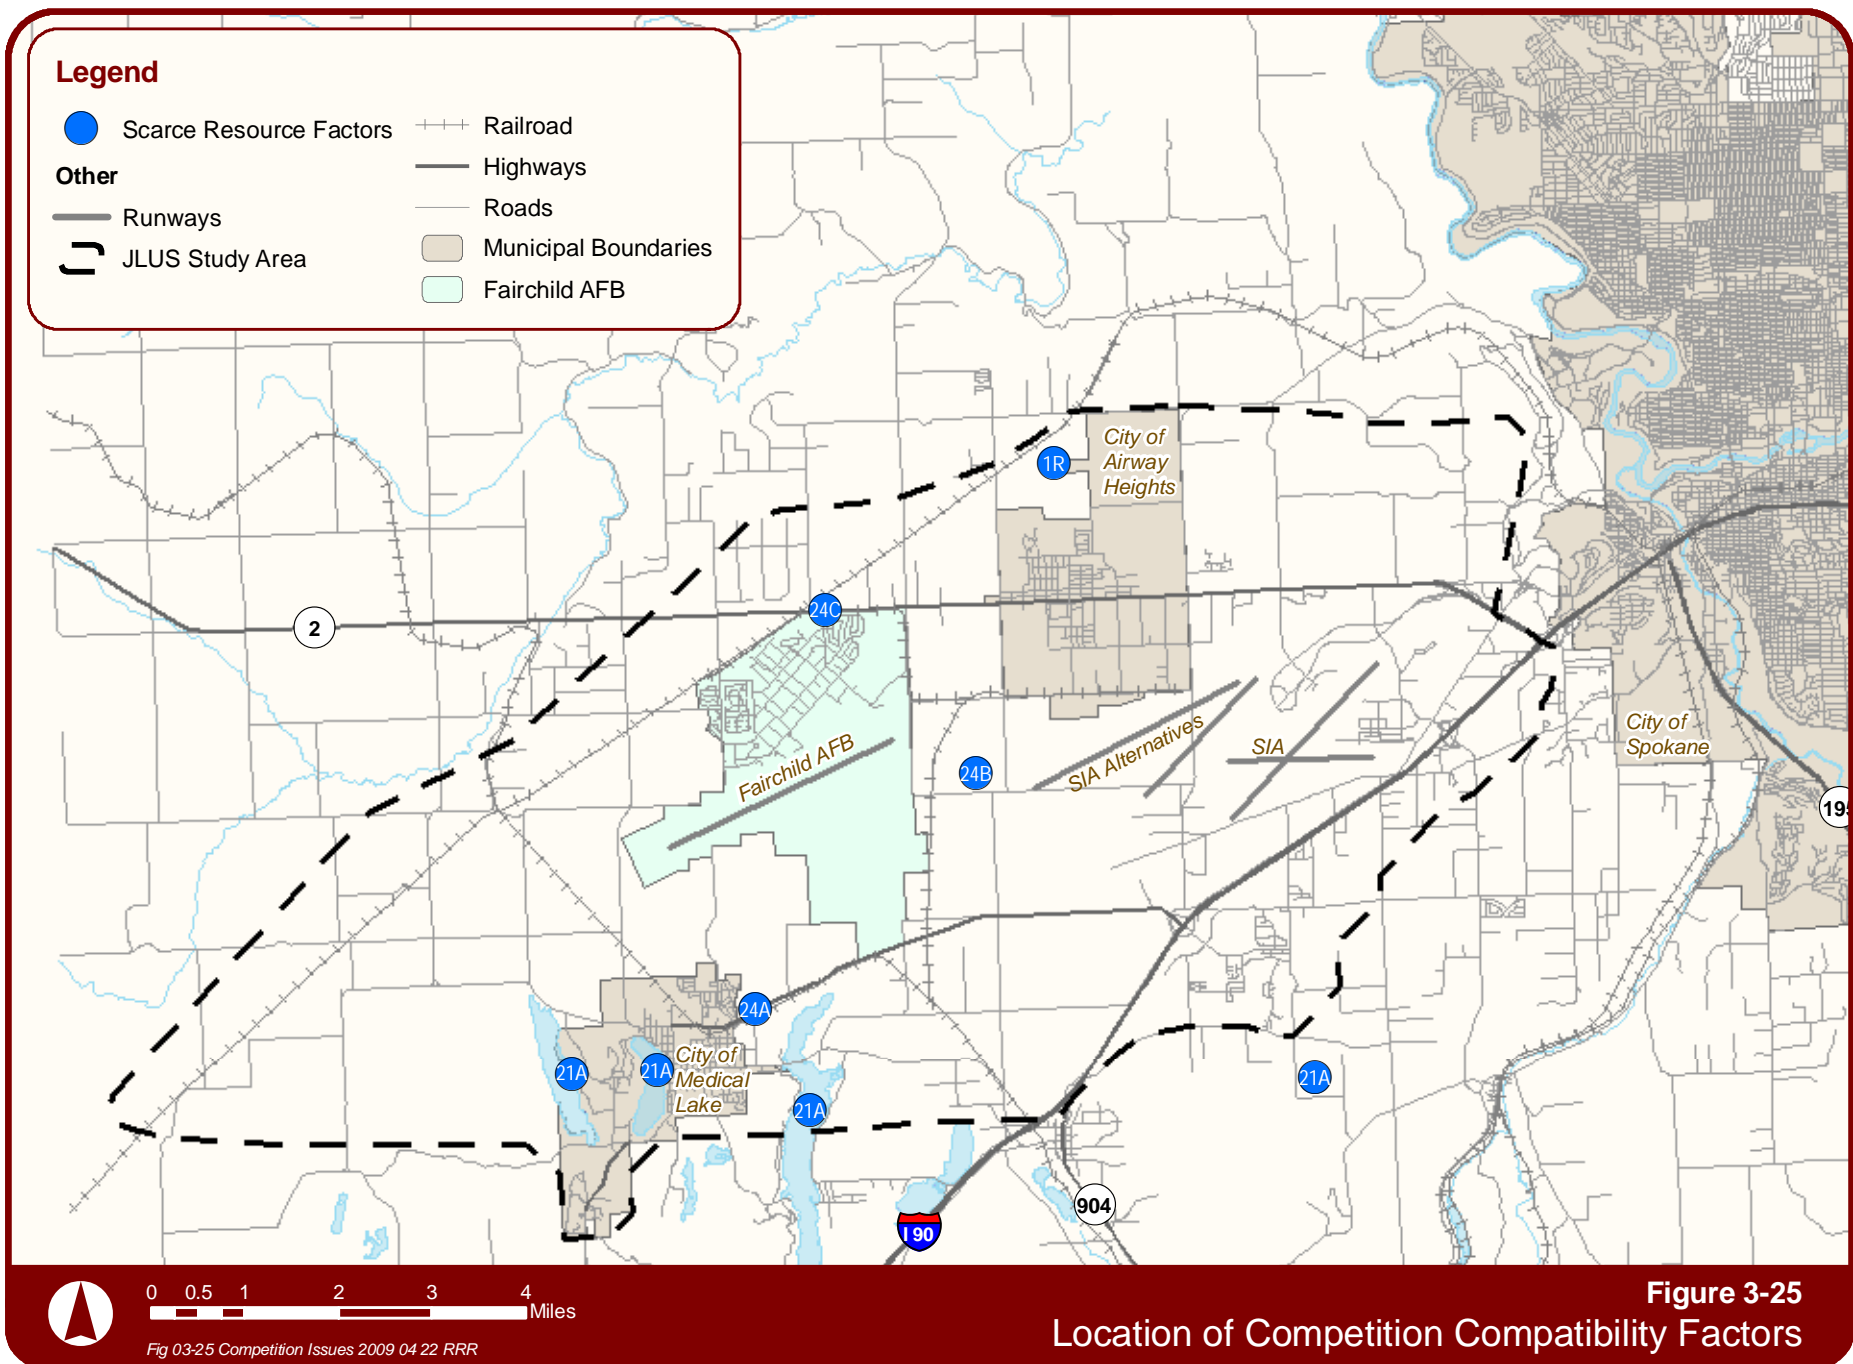 Legend
Scarce Resource Factors
Other
Runways
JLUS Study Area
Railroad
Highways
Roads
Municipal Boundaries
Fairchild AFB
1R
City of
Airway
Heights
24C
2
Fairchild AFB
24B
SIA Alternatives
SIA
City of
Spokane
195
24A
21A
21A
City of
Medical
Lake
21A
21A
904
I 90
0 0.5 1 2 3 4
Miles
Fig 03-25 Competition Issues 2009 04 22 RRR
Figure 3-25
Location of Competition Compatibility Factors